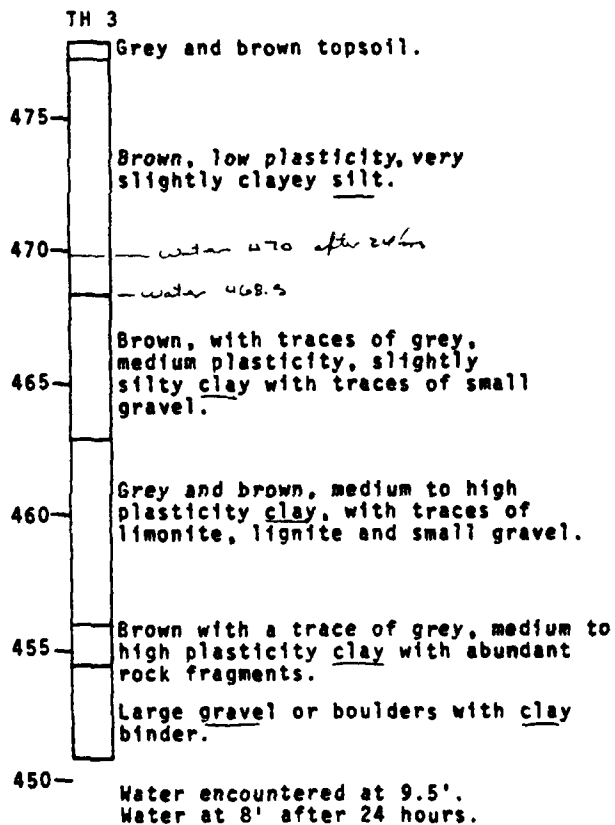 TH 3
Grey and brown topsoil.
475
Brown, low plasticity, very
slightly clayey silt.
470
water 470 after 24 hrs
water 468.5
Brown, with traces of grey,
medium plasticity, slightly
465
silty clay with traces of small
gravel.
Grey and brown, medium to high
460
plasticity clay, with traces of
limonite, lignite and small gravel.
Brown with a trace of grey, medium to
455
high plasticity clay with abundant
rock fragments.
Large gravel or boulders with clay
binder.
450
Water encountered at 9.5'.
Water at 8' after 24 hours.